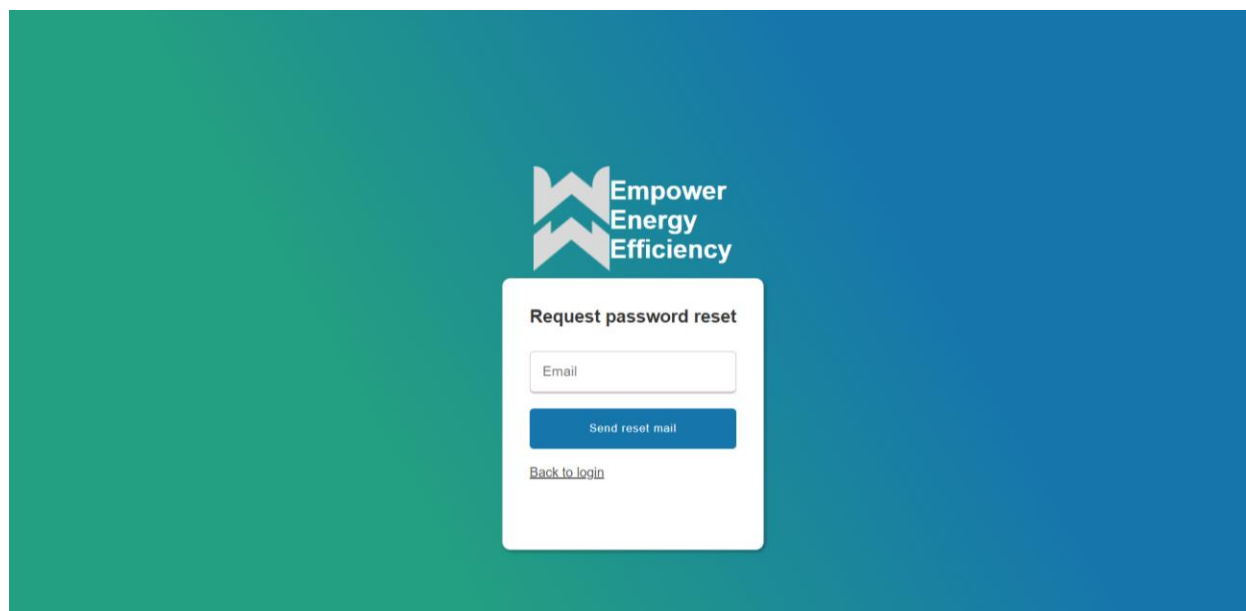 Empower
Energy
Efficiency
Request password reset
Email
Send reset mail
Back to login